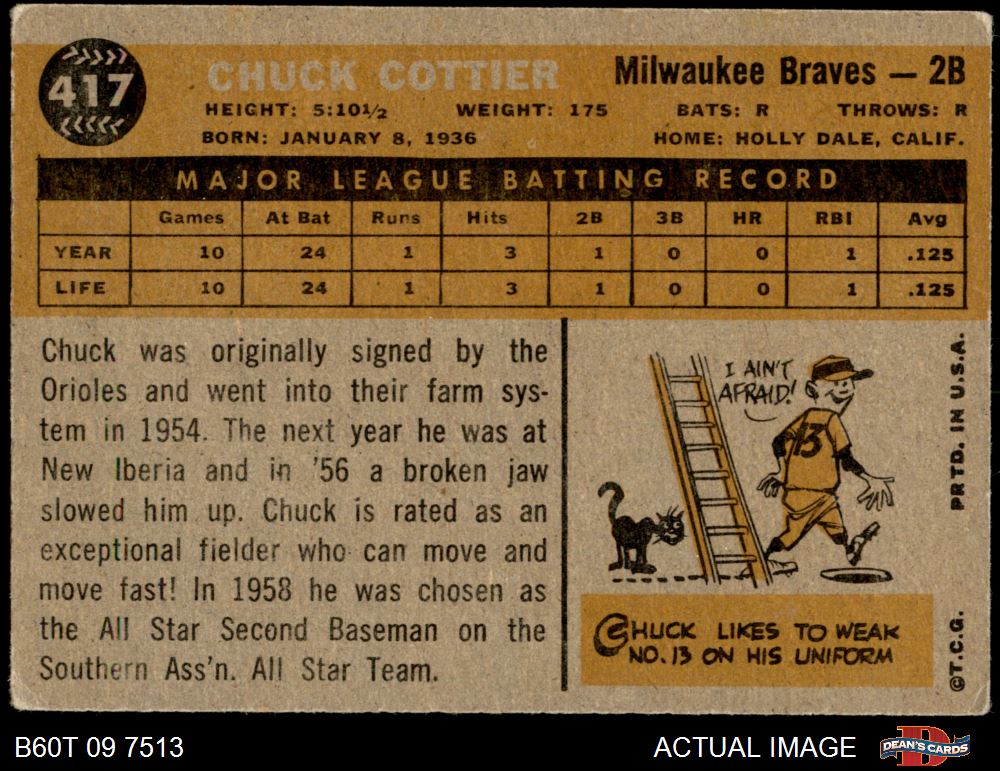 417
CHUCK COTTIER
Milwaukee Braves — 2B
HEIGHT: 5:10½ WEIGHT: 175 BATS: R THROWS: R
BORN: JANUARY 8, 1936 HOME: HOLLY DALE, CALIF.
MAJOR LEAGUE BATTING RECORD
Games At Bat Runs Hits 2B 3B HR RBI Avg
YEAR 10 24 1 3 1 0 0 1 .125
LIFE 10 24 1 3 1 0 0 1 .125
Chuck was originally signed by the
Orioles and went into their farm sys-
tem in 1954. The next year he was at
New Iberia and in '56 a broken jaw
slowed him up. Chuck is rated as an
exceptional fielder who can move and
move fast! In 1958 he was chosen as
the All Star Second Baseman on the
Southern Ass'n. All Star Team.
I AIN'T
AFRAID!
13
CHUCK LIKES TO WEAK
NO. 13 ON HIS UNIFORM
©T.C.G. PRTD. IN U.S.A.
B60T 09 7513
ACTUAL IMAGE
DEAN'S CARDS